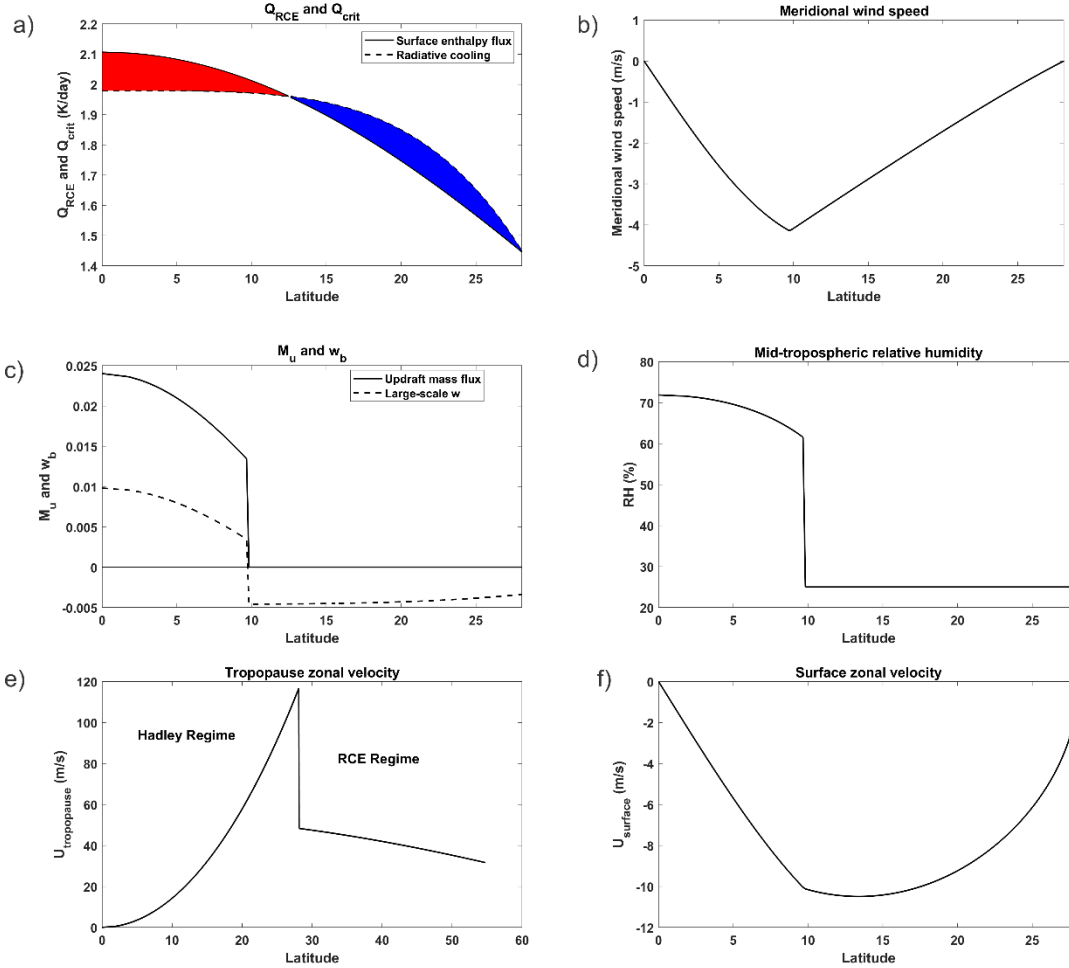 a)
Q_RCE and Q_crit
Surface enthalpy flux
Radiative cooling
Q_RCE and Q_crit (K/day)
2.2
2.1
2
1.9
1.8
1.7
1.6
1.5
1.4
0 5 10 15 20 25
Latitude
b)
Meridional wind speed
Meridional wind speed (m/s)
1
0
-1
-2
-3
-4
-5
0 5 10 15 20 25
Latitude
c)
M_u and w_b
Updraft mass flux
Large-scale w
M_u and w_b
0.025
0.02
0.015
0.01
0.005
0
-0.005
0 5 10 15 20 25
Latitude
d)
Mid-tropospheric relative humidity
RH (%)
80
70
60
50
40
30
20
0 5 10 15 20 25
Latitude
e)
Tropopause zonal velocity
Hadley Regime
RCE Regime
U_tropopause (m/s)
120
100
80
60
40
20
0
0 10 20 30 40 50 60
Latitude
f)
Surface zonal velocity
U_surface (m/s)
0
-2
-4
-6
-8
-10
-12
0 5 10 15 20 25
Latitude